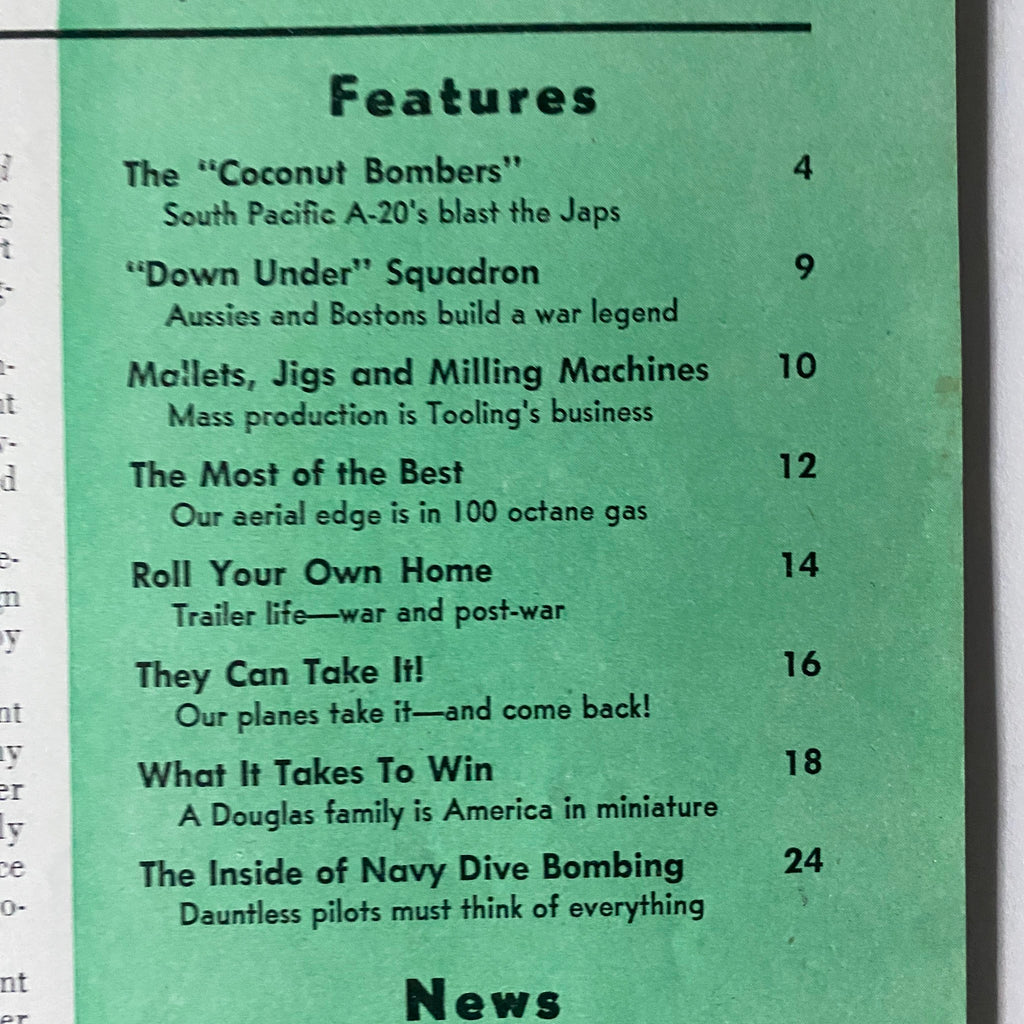 Features
The "Coconut Bombers" 4
South Pacific A-20's blast the Japs
"Down Under" Squadron 9
Aussies and Bostons build a war legend
Mallets, Jigs and Milling Machines 10
Mass production is Tooling's business
The Most of the Best 12
Our aerial edge is in 100 octane gas
Roll Your Own Home 14
Trailer life—war and post-war
They Can Take It! 16
Our planes take it—and come back!
What It Takes To Win 18
A Douglas family is America in miniature
The Inside of Navy Dive Bombing 24
Dauntless pilots must think of everything
News